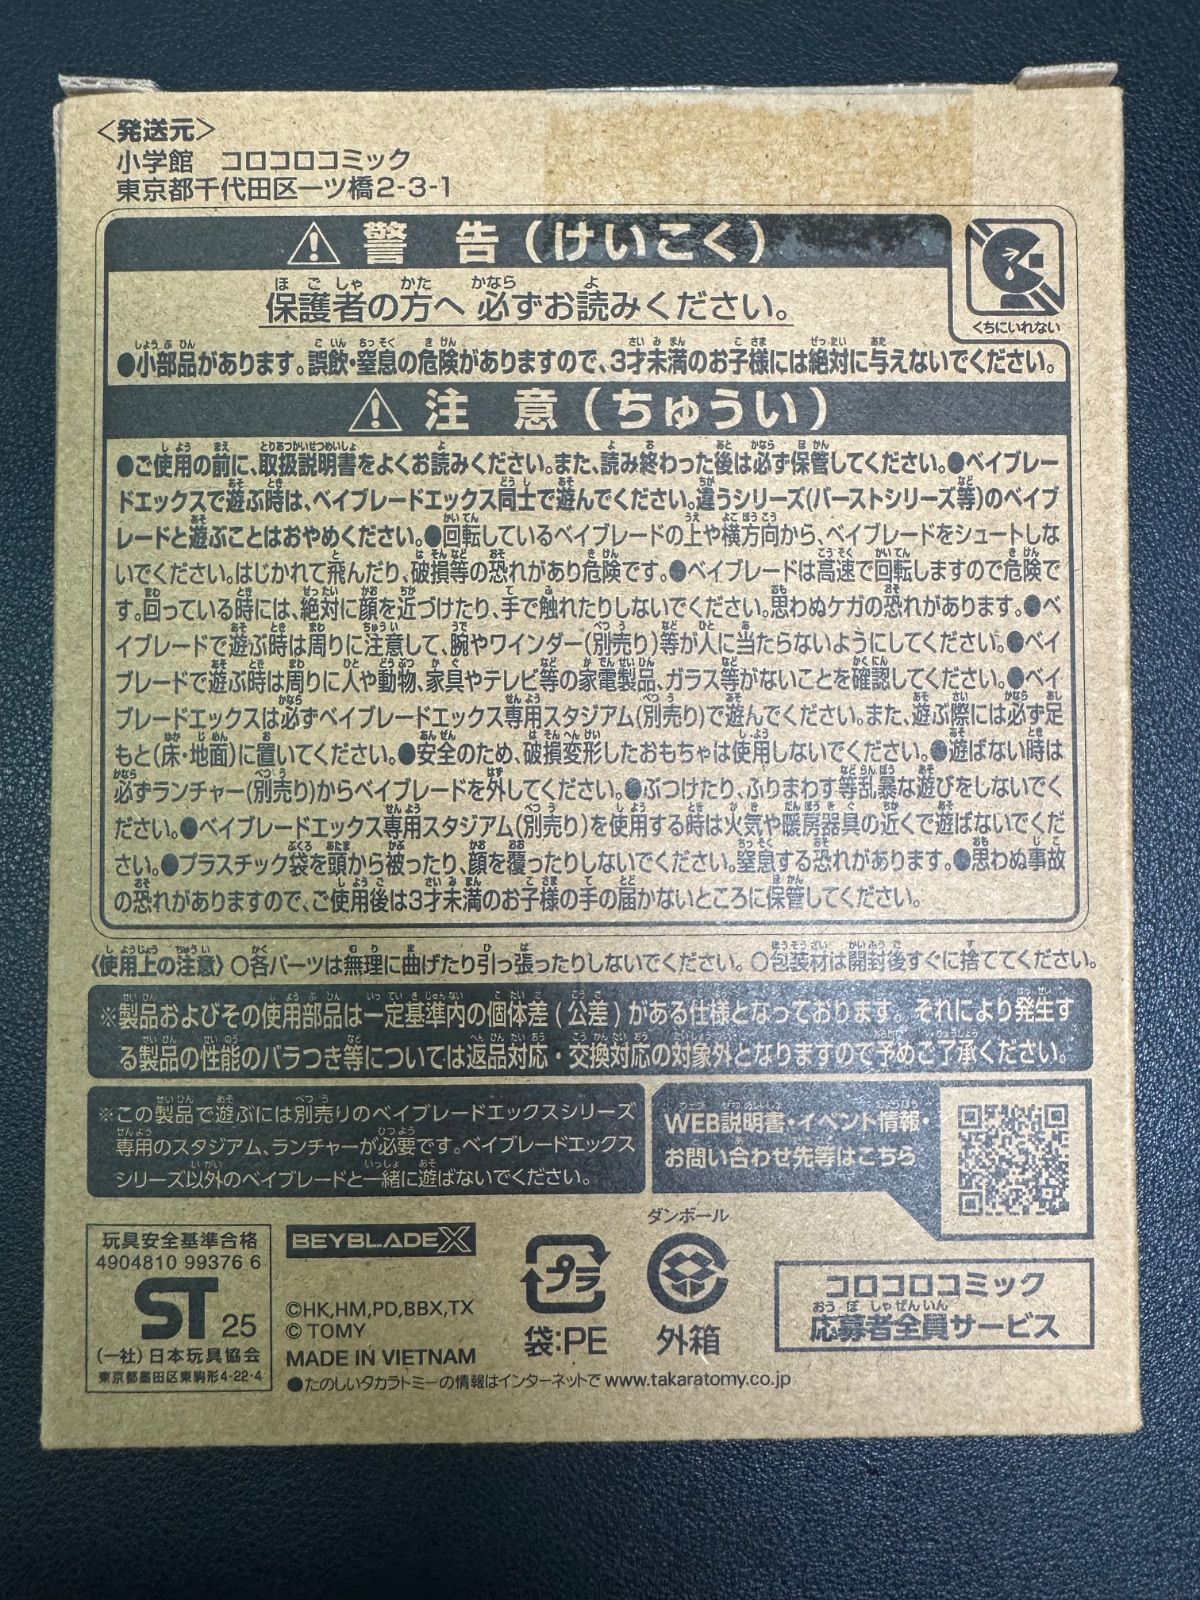 〈発送元〉
小学館　コロコロコミック
東京都千代田区一ツ橋2-3-1
⚠ 警　告（けいこく）
くちにいれない
保護者の方へ 必ずお読みください。
●小部品があります。誤飲・窒息の危険がありますので、3才未満のお子様には絶対に与えないでください。
⚠ 注　意（ちゅうい）
●ご使用の前に、取扱説明書をよくお読みください。また、読み終わった後は必ず保管してください。●ベイブレー
ドエックスで遊ぶ時は、ベイブレードエックス同士で遊んでください。違うシリーズ(バーストシリーズ等)のベイブ
レードと遊ぶことはおやめください。●回転しているベイブレードの上や横方向から、ベイブレードをシュートしな
いでください。はじかれて飛んだり、破損等の恐れがあり危険です。●ベイブレードは高速で回転しますので危険で
す。回っている時には、絶対に顔を近づけたり、手で触れたりしないでください。思わぬケガの恐れがあります。●ベ
イブレードで遊ぶ時は周りに注意して、腕やワインダー(別売り)等が人に当たらないようにしてください。●ベイ
ブレードで遊ぶ時は周りに人や動物、家具やテレビ等の家電製品、ガラス等がないことを確認してください。●ベイ
ブレードエックスは必ずベイブレードエックス専用スタジアム(別売り)で遊んでください。また、遊ぶ際には必ず足
もと(床・地面)に置いてください。●安全のため、破損変形したおもちゃは使用しないでください。●遊ばない時は
必ずランチャー(別売り)からベイブレードを外してください。●ぶつけたり、ふりまわす等乱暴な遊びをしないでく
ださい。●ベイブレードエックス専用スタジアム(別売り)を使用する時は火気や暖房器具の近くで遊ばないでくだ
さい。●プラスチック袋を頭から被ったり、顔を覆ったりしないでください。窒息する恐れがあります。●思わぬ事故
の恐れがありますので、ご使用後は3才未満のお子様の手の届かないところに保管してください。
〈使用上の注意〉○各パーツは無理に曲げたり引っ張ったりしないでください。○包装材は開封後すぐに捨ててください。
※製品およびその使用部品は一定基準内の個体差(公差)がある仕様となっております。それにより発生す
る製品の性能のバラつき等については返品対応・交換対応の対象外となりますので予めご了承ください。
※この製品で遊ぶには別売りのベイブレードエックスシリーズ
専用のスタジアム、ランチャーが必要です。ベイブレードエックス
シリーズ以外のベイブレードと一緒に遊ばないでください。
WEB説明書・イベント情報・
お問い合わせ先等はこちら
玩具安全基準合格
4904810 99376 6
ST 25
(一社)日本玩具協会
東京都墨田区東駒形4-22-4
BEYBLADE X
©HK,HM,PD,BBX,TX
© TOMY
MADE IN VIETNAM
●たのしいタカラトミーの情報はインターネットで www.takaratomy.co.jp
プラ
袋:PE
ダンボール
外箱
コロコロコミック
応募者全員サービス